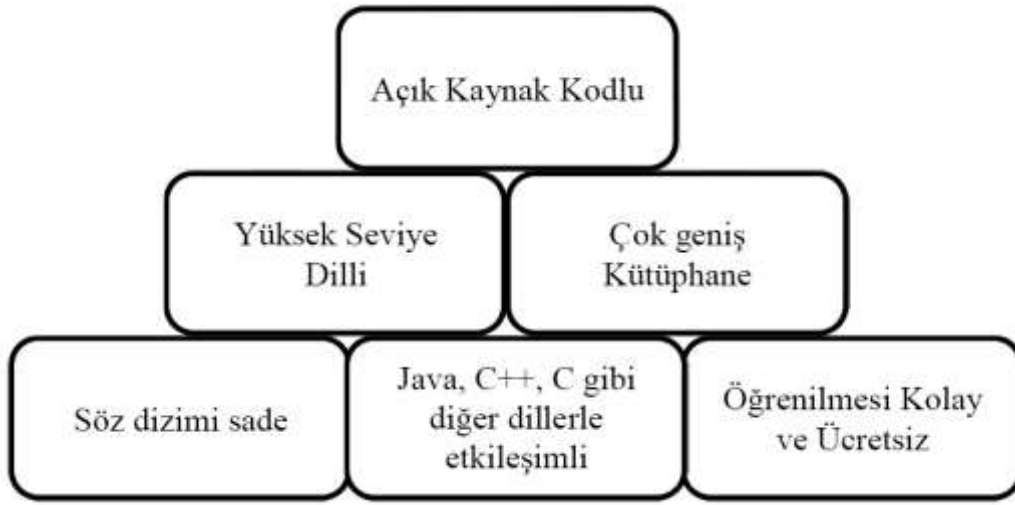 Açık Kaynak Kodlu
Yüksek Seviye
Dilli
Çok geniş
Kütüphane
Söz dizimi sade
Java, C++, C gibi
diğer dillerle
etkileşimli
Öğrenilmesi Kolay
ve Ücretsiz